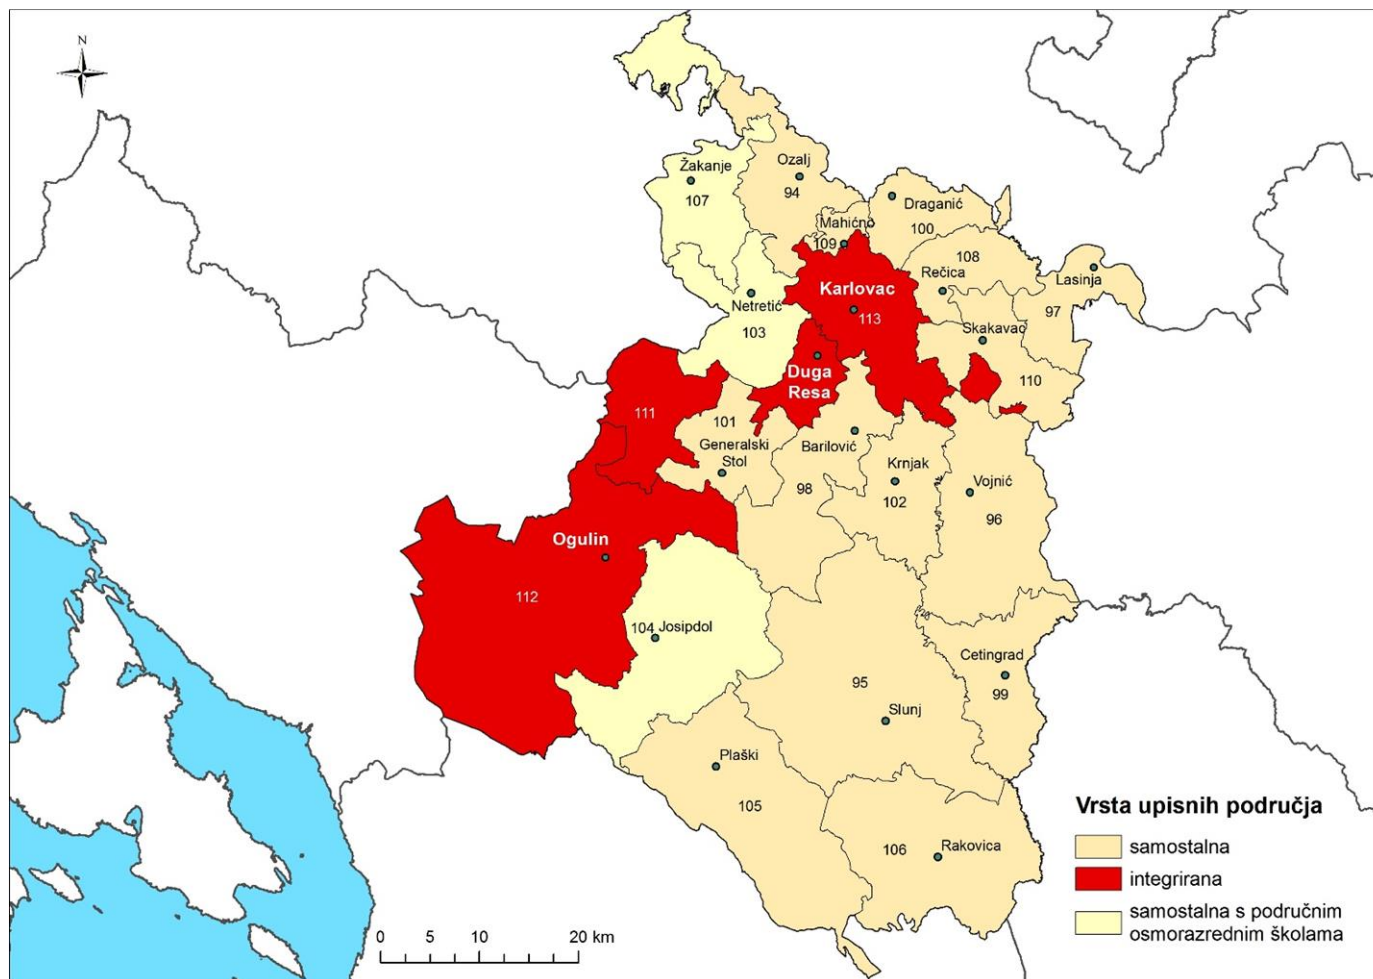 N
Žakanje
107
Ozalj
94
Mahićno
109
Draganić
100
108
Rečica
Lasinja
97
Karlovac
113
Netretić
103
Skakavac
110
Duga
Resa
111
101
Generalski
Stol
Barilović
98
Krnjak
102
Vojnić
96
Ogulin
112
104
Josipdol
Cetingrad
99
95
Slunj
Plaški
105
106
Rakovica
Vrsta upisnih područja
samostalna
integrirana
samostalna s područnim
osmorazrednim školama
0 5 10 20 km